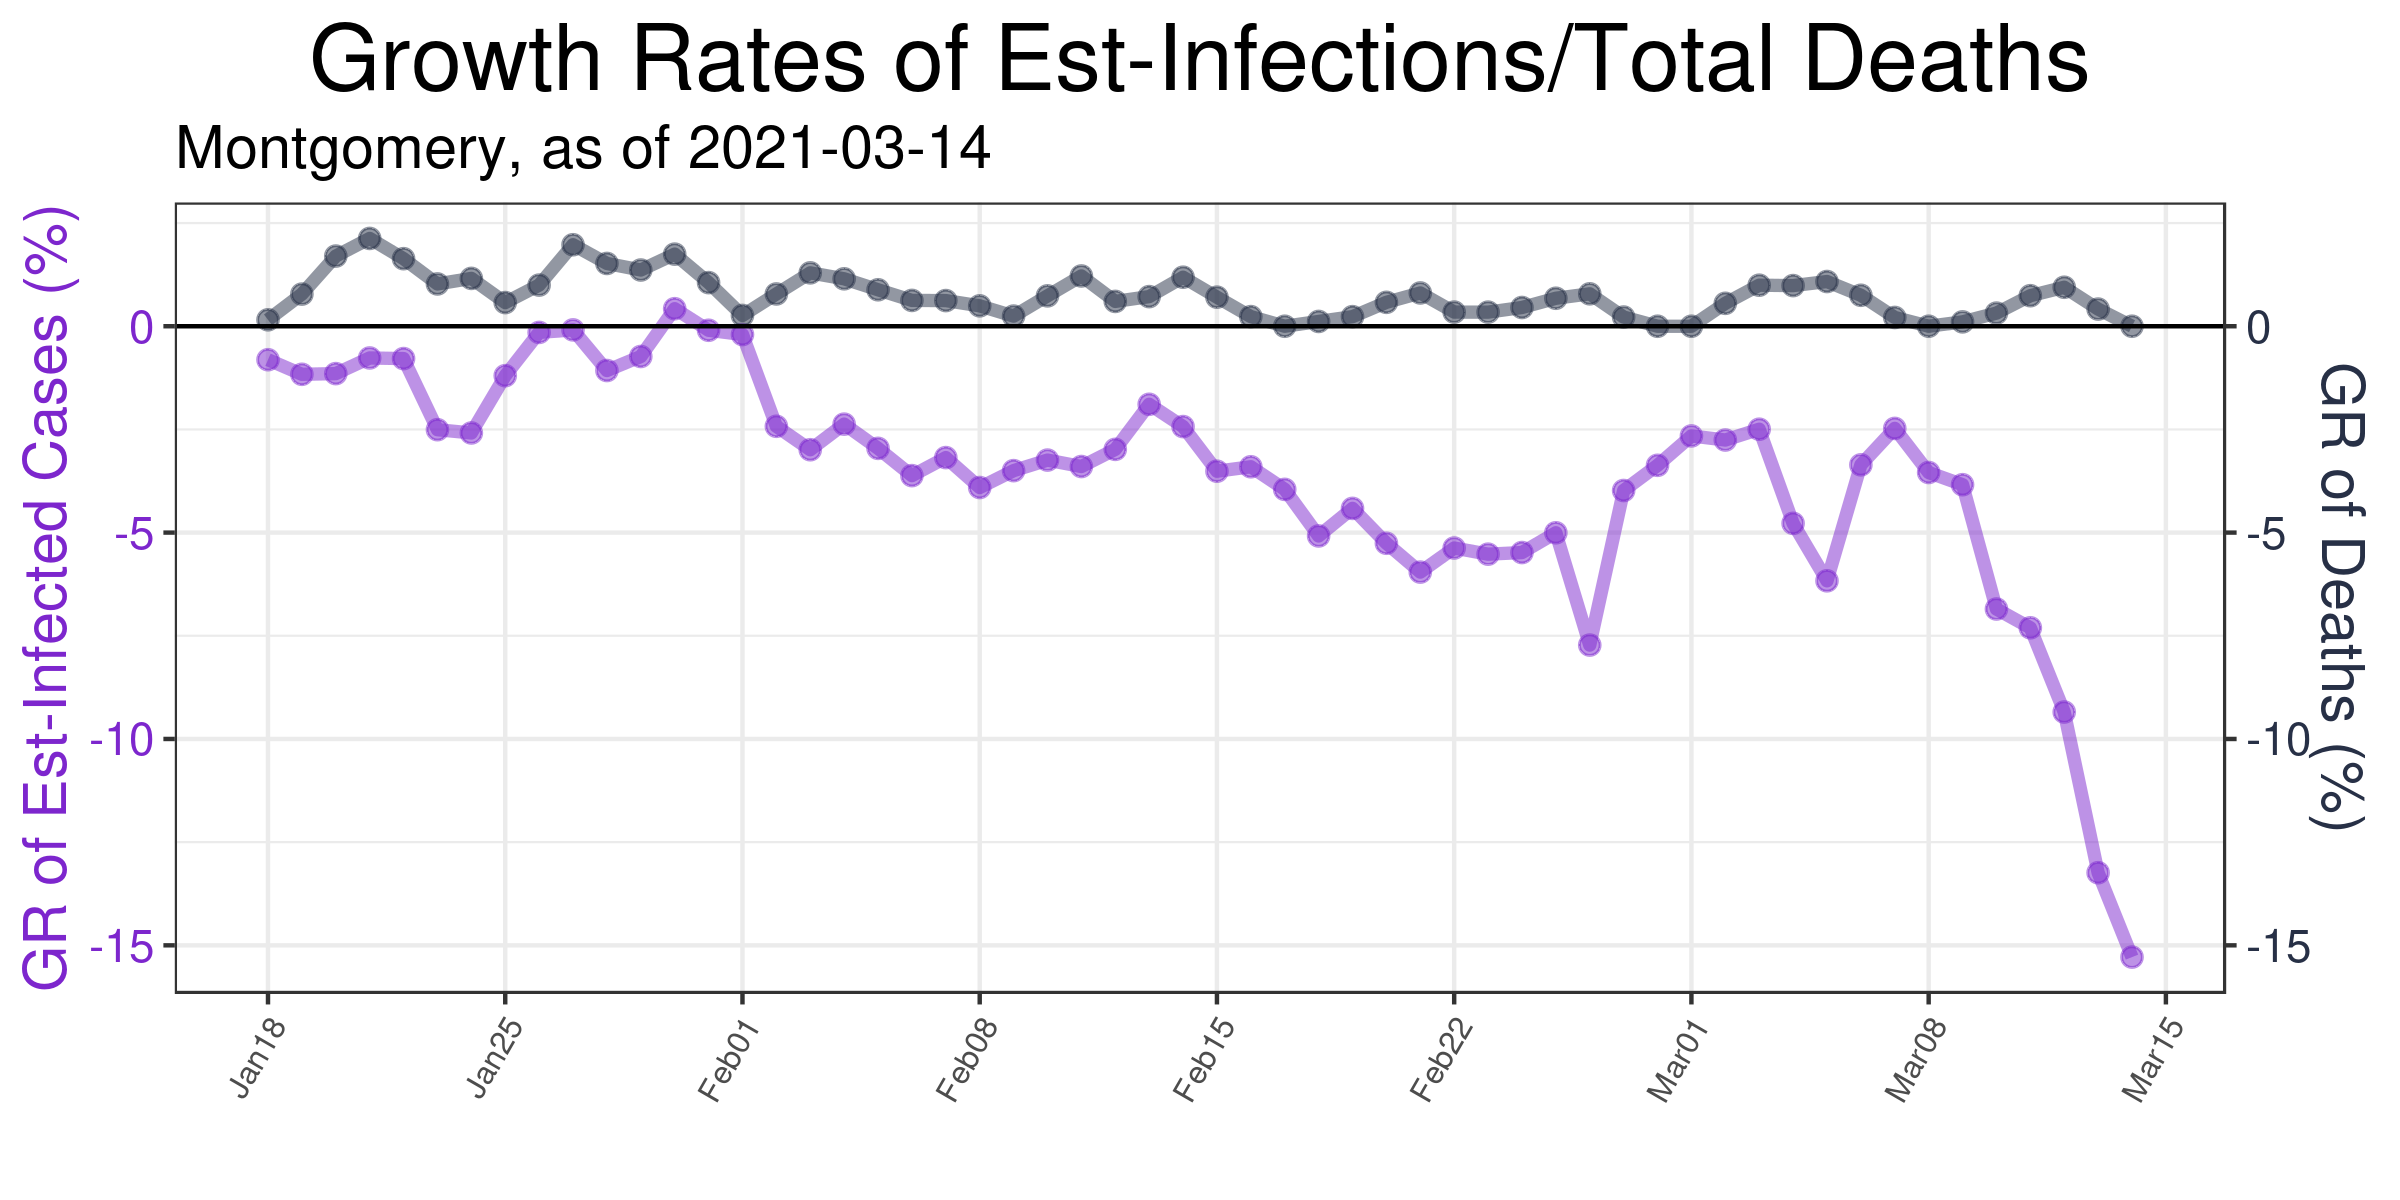 Growth Rates of Est-Infections/Total Deaths
Montgomery, as of 2021-03-14
GR of Est-Infected Cases (%)
0
-5
-10
-15
0
-5
-10
-15
GR of Deaths (%)
Jan18
Jan25
Feb01
Feb08
Feb15
Feb22
Mar01
Mar08
Mar15